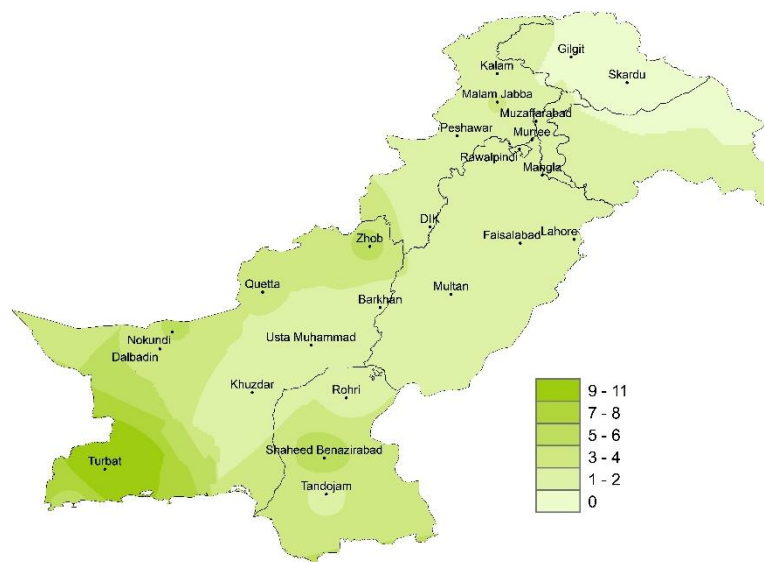 Gilgit
Kalam
Skardu
Malam Jabba
Muzaffarabad
Peshawar
Murree
Rawalpindi
Mangla
DIK
Zhob
Faisalabad
Lahore
Quetta
Multan
Barkhan
Nokundi
Usta Muhammad
Dalbadin
Khuzdar
Rohri
Shaheed Benazirabad
Turbat
Tandojam
9 - 11
7 - 8
5 - 6
3 - 4
1 - 2
0